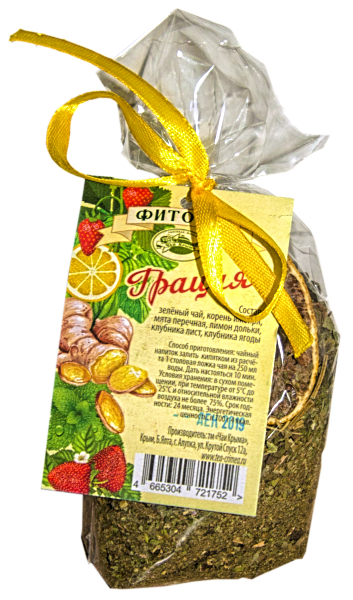 ФИТО
Грация
Состав:
зелёный чай, корень имбиря,
мята перечная, лимон дольки,
клубника лист, клубника ягоды
Способ приготовления: чайный
напиток залить кипятком из расчё-
та 1 столовая ложка чая на 250 мл
воды. Дать настояться 10 мин.
Условия хранения: в сухом поме-
щении, при температуре от 5°С до
25°С и относительной влажности
воздуха не более 75%. Срок год-
ности: 24 месяца. Энергетическая
ДЕК 2019
Производитель: тм «Чаи Крыма»,
Крым, Б.Ялта, г. Алупка, ул. Крутой Спуск 12а,
www.tea-crimea.ru
4 665304 721752 >